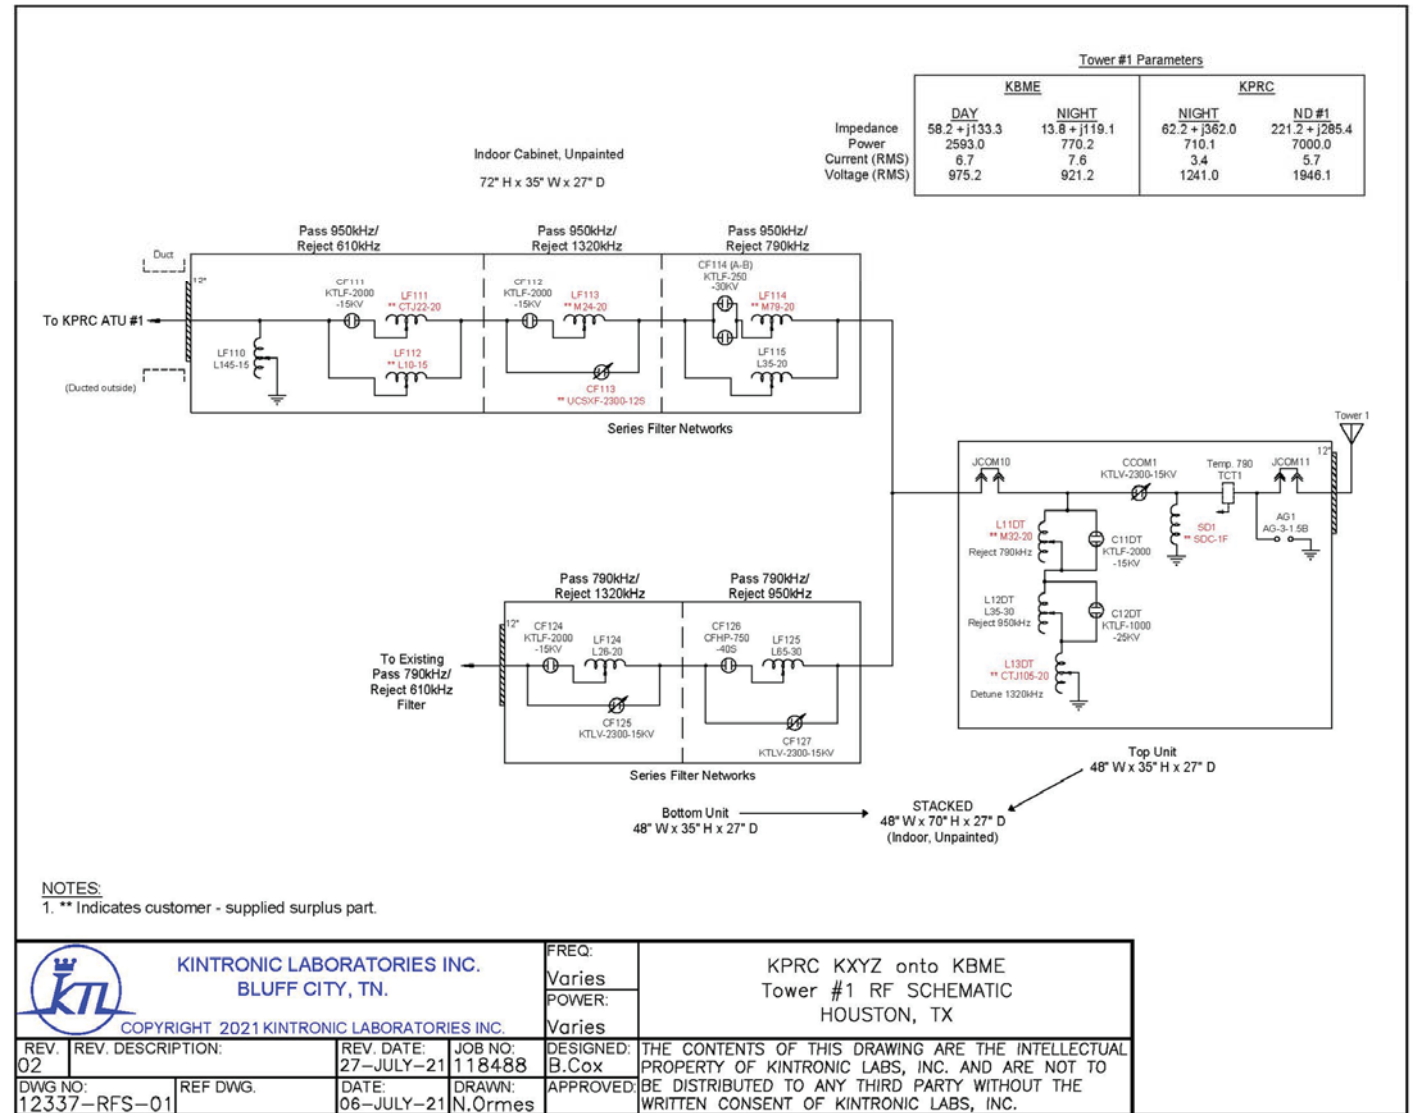 Tower #1 Parameters
KBME KPRC
DAY NIGHT NIGHT ND #1
Impedance 58.2 + j133.3 13.8 + j119.1 62.2 + j362.0 221.2 + j285.4
Power 2593.0 770.2 710.1 7000.0
Current (RMS) 6.7 7.6 3.4 5.7
Voltage (RMS) 975.2 921.2 1241.0 1946.1
Indoor Cabinet, Unpainted
72" H x 35" W x 27" D
Pass 950kHz/
Reject 610kHz
Pass 950kHz/
Reject 1320kHz
Pass 950kHz/
Reject 790kHz
Duct
12"
To KPRC ATU #1
(Ducted outside)
LF110
L145-15
CF111
KTLF-2000
-15KV
LF111
** CTJ22-20
LF112
** L10-15
CF112
KTLF-2000
-15KV
LF113
** M24-20
CF113
** UCSXF-2300-12S
CF114 (A-B)
KTLF-250
-30KV
LF114
** M79-20
LF115
L35-20
Series Filter Networks
Tower 1
12"
JCOM10
CCOM1
KTLV-2300-15KV
Temp. 790
TCT1
JCOM11
L11DT
** M32-20
Reject 790kHz
C11DT
KTLF-2000
-15KV
SD1
** SDC-1F
AG1
AG-3-1.5B
L12DT
L35-30
Reject 950kHz
C12DT
KTLF-1000
-25KV
L13DT
** CTJ105-20
Detune 1320kHz
Pass 790kHz/
Reject 1320kHz
Pass 790kHz/
Reject 950kHz
12"
To Existing
Pass 790kHz/
Reject 610kHz
Filter
CF124
KTLF-2000
-15KV
LF124
L26-20
CF125
KTLV-2300-15KV
CF126
CFHP-750
-40S
LF125
L65-30
CF127
KTLV-2300-15KV
Series Filter Networks
Top Unit
48" W x 35" H x 27" D
Bottom Unit
48" W x 35" H x 27" D
STACKED
48" W x 70" H x 27" D
(Indoor, Unpainted)
NOTES:
1. ** Indicates customer - supplied surplus part.
KTL
KINTRONIC LABORATORIES INC.
BLUFF CITY, TN.
COPYRIGHT 2021 KINTRONIC LABORATORIES INC.
FREQ:
Varies
POWER:
Varies
KPRC KXYZ onto KBME
Tower #1 RF SCHEMATIC
HOUSTON, TX
REV. REV. DESCRIPTION: REV. DATE: JOB NO: DESIGNED:
02 27-JULY-21 118488 B.Cox
DWG NO: REF DWG. DATE: DRAWN: APPROVED:
12337-RFS-01 06-JULY-21 N.Ormes
THE CONTENTS OF THIS DRAWING ARE THE INTELLECTUAL
PROPERTY OF KINTRONIC LABS, INC. AND ARE NOT TO
BE DISTRIBUTED TO ANY THIRD PARTY WITHOUT THE
WRITTEN CONSENT OF KINTRONIC LABS, INC.